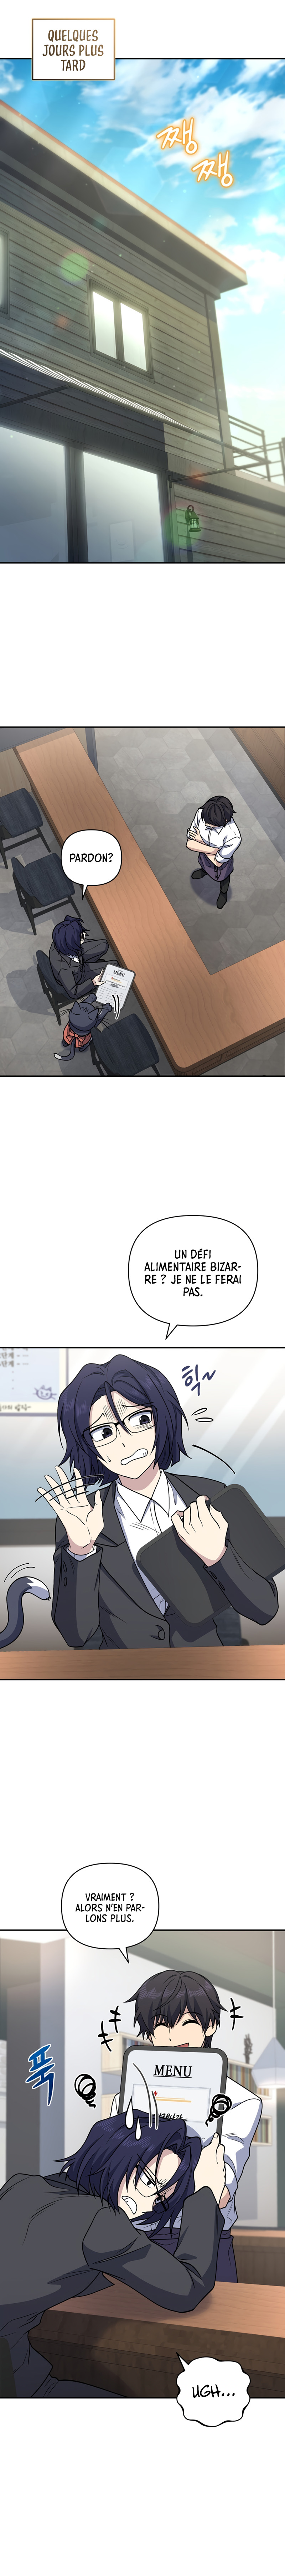 QUELQUES
JOURS PLUS
TARD
쨍
쨍
PARDON?
MENU
UN DÉFI
ALIMENTAIRE BIZAR-
RE ? JE NE LE FERAI
PAS.
힉~
VRAIMENT ?
ALORS N'EN PAR-
LONS PLUS.
푹
MENU
UGH...